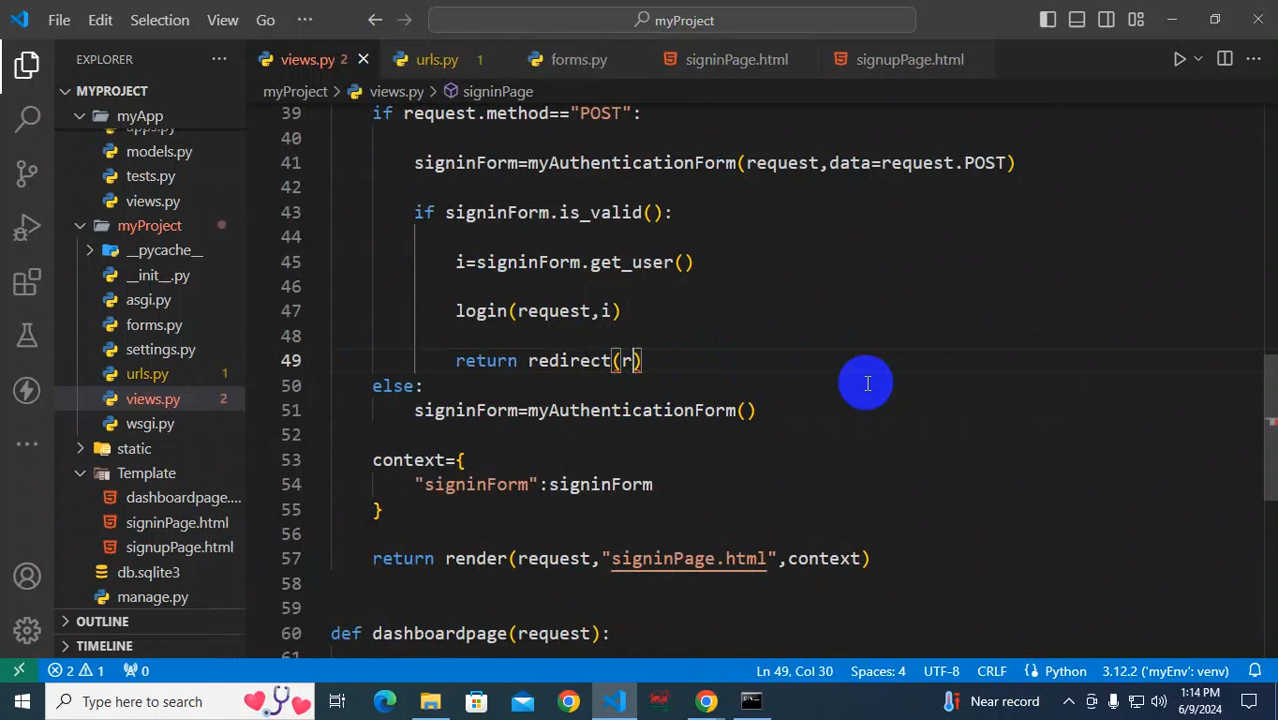 File Edit Selection View Go ··· myProject
EXPLORER ··· views.py 2 urls.py 1 forms.py signinPage.html signupPage.html ···
MYPROJECT
myProject > views.py > signinPage
myApp
apps.py
models.py
tests.py
views.py
myProject
__pycache__
__init__.py
asgi.py
forms.py
settings.py
urls.py 1
views.py 2
wsgi.py
static
Template
dashboardpage....
signinPage.html
signupPage.html
db.sqlite3
manage.py
OUTLINE
TIMELINE
39 if request.method=="POST":
40
41 signinForm=myAuthenticationForm(request,data=request.POST)
42
43 if signinForm.is_valid():
44
45 i=signinForm.get_user()
46
47 login(request,i)
48
49 return redirect(r)
50 else:
51 signinForm=myAuthenticationForm()
52
53 context={
54 "signinForm":signinForm
55 }
56
57 return render(request,"signinPage.html",context)
58
59
60 def dashboardpage(request):
61
2 1 0 Ln 49, Col 30 Spaces: 4 UTF-8 CRLF Python 3.12.2 ('myEnv': venv)
Type here to search Near record 1:14 PM
6/9/2024